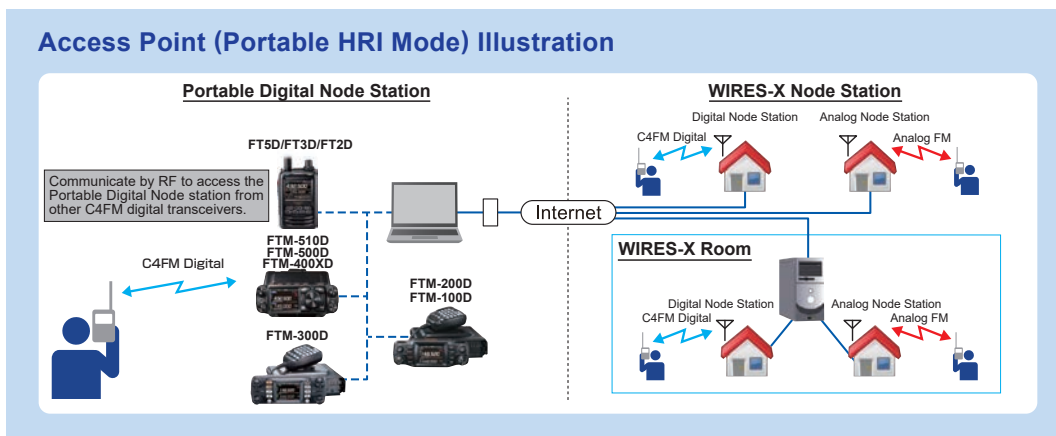 Access Point (Portable HRI Mode) Illustration
Portable Digital Node Station
FT5D/FT3D/FT2D
Communicate by RF to access the
Portable Digital Node station from
other C4FM digital transceivers.
C4FM Digital
FTM-510D
FTM-500D
FTM-400XD
FTM-200D
FTM-100D
FTM-300D
Internet
WIRES-X Node Station
Digital Node Station
C4FM Digital
Analog Node Station
Analog FM
WIRES-X Room
Digital Node Station
C4FM Digital
Analog Node Station
Analog FM